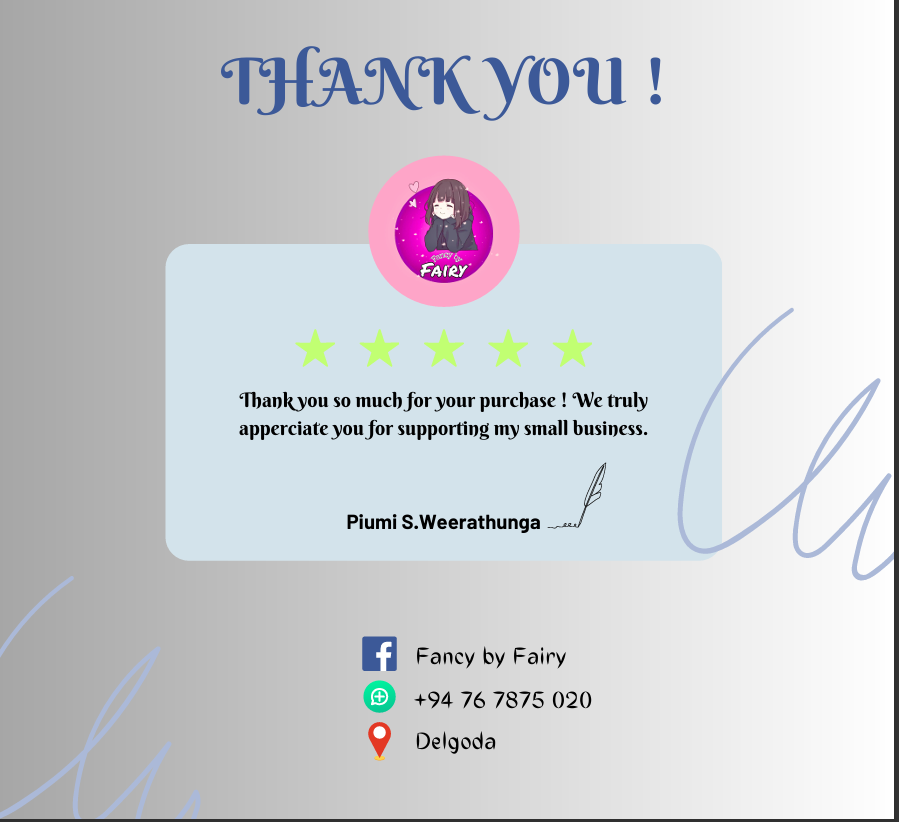 THANK YOU !
Fancy by
FAIRY
Thank you so much for your purchase ! We truly
apperciate you for supporting my small business.
Piumi S.Weerathunga
Fancy by Fairy
+94 76 7875 020
Delgoda